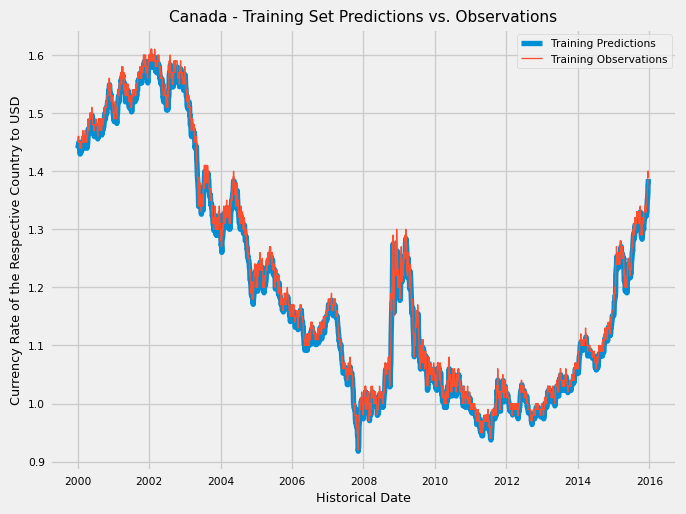 Canada - Training Set Predictions vs. Observations
Training Predictions
Training Observations
Currency Rate of the Respective Country to USD
1.6
1.5
1.4
1.3
1.2
1.1
1.0
0.9
2000 2002 2004 2006 2008 2010 2012 2014 2016
Historical Date